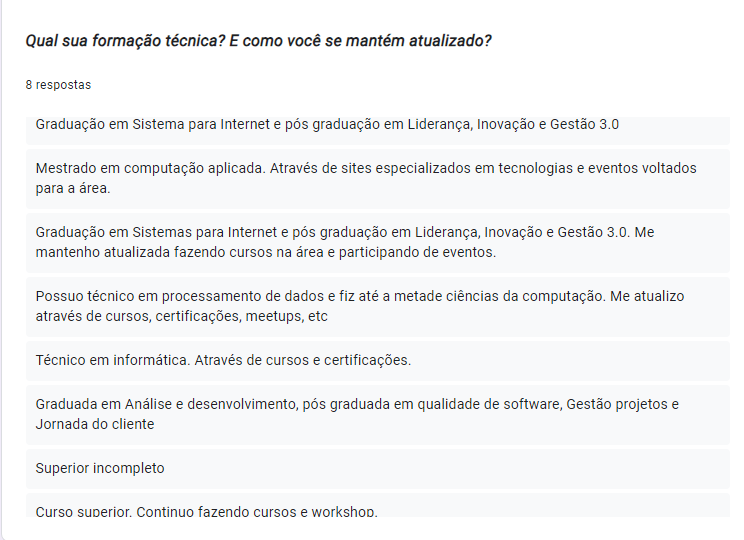 Qual sua formação técnica? E como você se mantém atualizado?
8 respostas
Graduação em Sistema para Internet e pós graduação em Liderança, Inovação e Gestão 3.0
Mestrado em computação aplicada. Através de sites especializados em tecnologias e eventos voltados
para a área.
Graduação em Sistemas para Internet e pós graduação em Liderança, Inovação e Gestão 3.0. Me
mantenho atualizada fazendo cursos na área e participando de eventos.
Possuo técnico em processamento de dados e fiz até a metade ciências da computação. Me atualizo
através de cursos, certificações, meetups, etc
Técnico em informática. Através de cursos e certificações.
Graduada em Análise e desenvolvimento, pós graduada em qualidade de software, Gestão projetos e
Jornada do cliente
Superior incompleto
Curso superior. Continuo fazendo cursos e workshop.